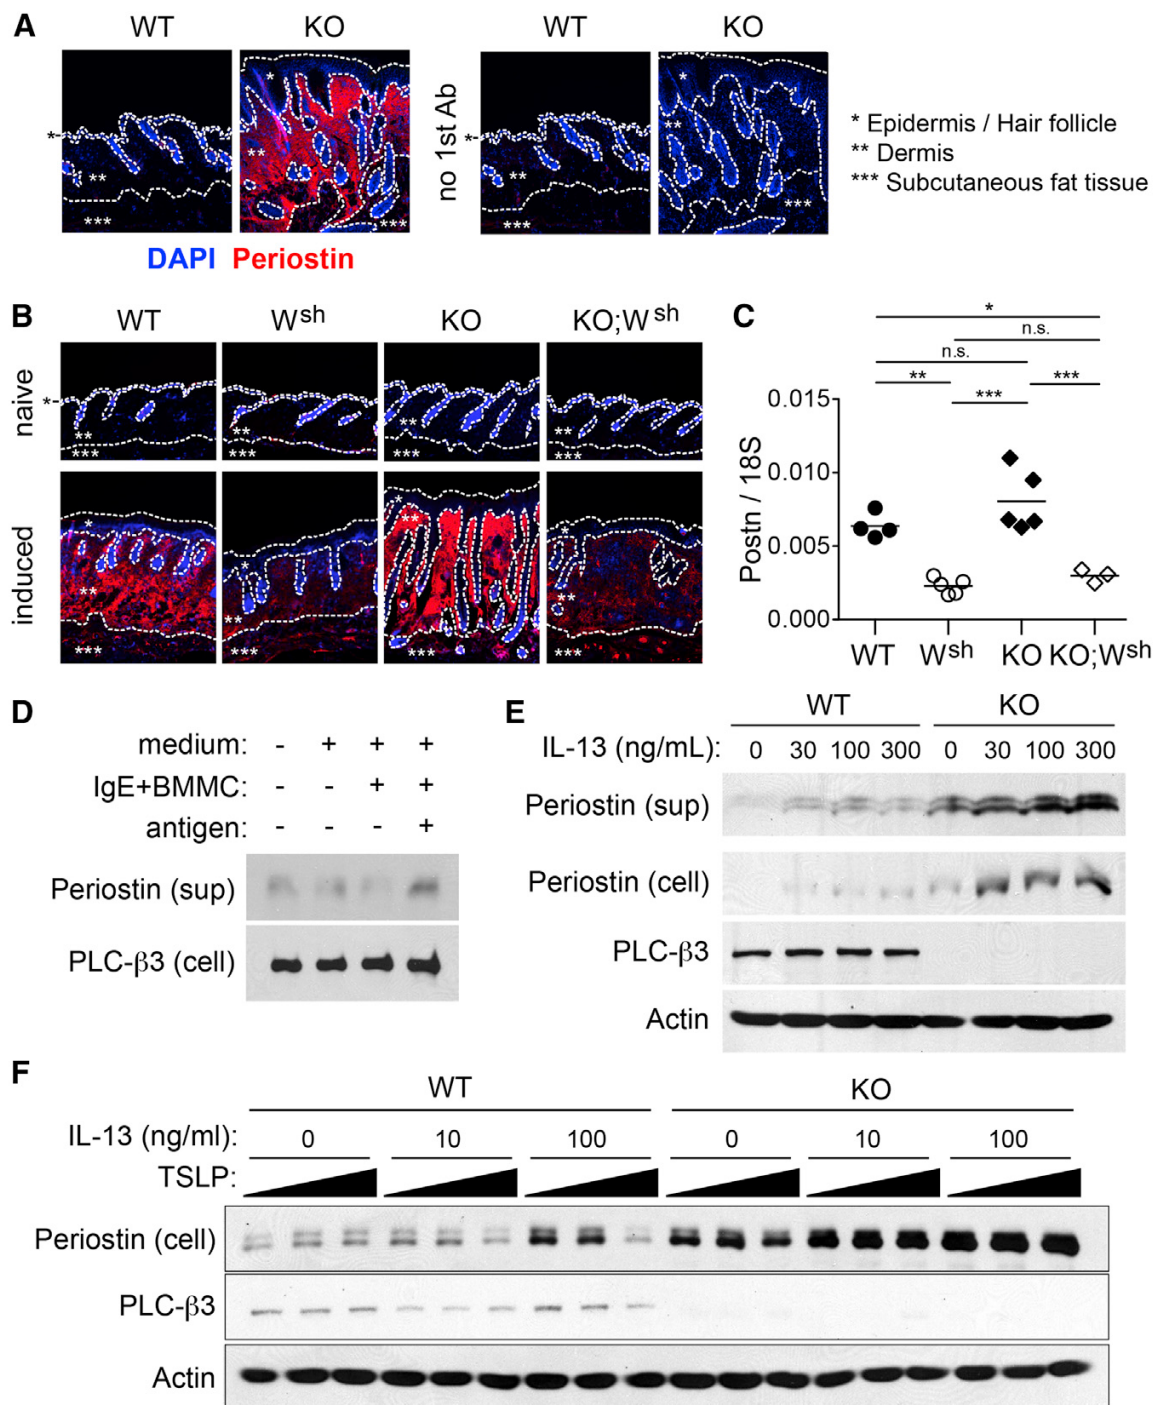 A
WT KO WT KO
no 1st Ab
* ** *** * ** *** * ** *** * ** ***
* Epidermis / Hair follicle
** Dermis
*** Subcutaneous fat tissue
DAPI Periostin
B
WT Wsh KO KO;Wsh
naive
* ** *** ** *** ** *** ** ***
induced
* ** *** * ** *** * ** *** * ** ***
C
*
n.s.
n.s.
** *** ***
Postn / 18S
0.015
0.010
0.005
0.000
WT Wsh KO KO;Wsh
D
medium: - + + +
IgE+BMMC: - - + +
antigen: - - - +
Periostin (sup)
PLC-β3 (cell)
E
WT KO
IL-13 (ng/mL): 0 30 100 300 0 30 100 300
Periostin (sup)
Periostin (cell)
PLC-β3
Actin
F
WT KO
IL-13 (ng/ml): 0 10 100 0 10 100
TSLP:
Periostin (cell)
PLC-β3
Actin